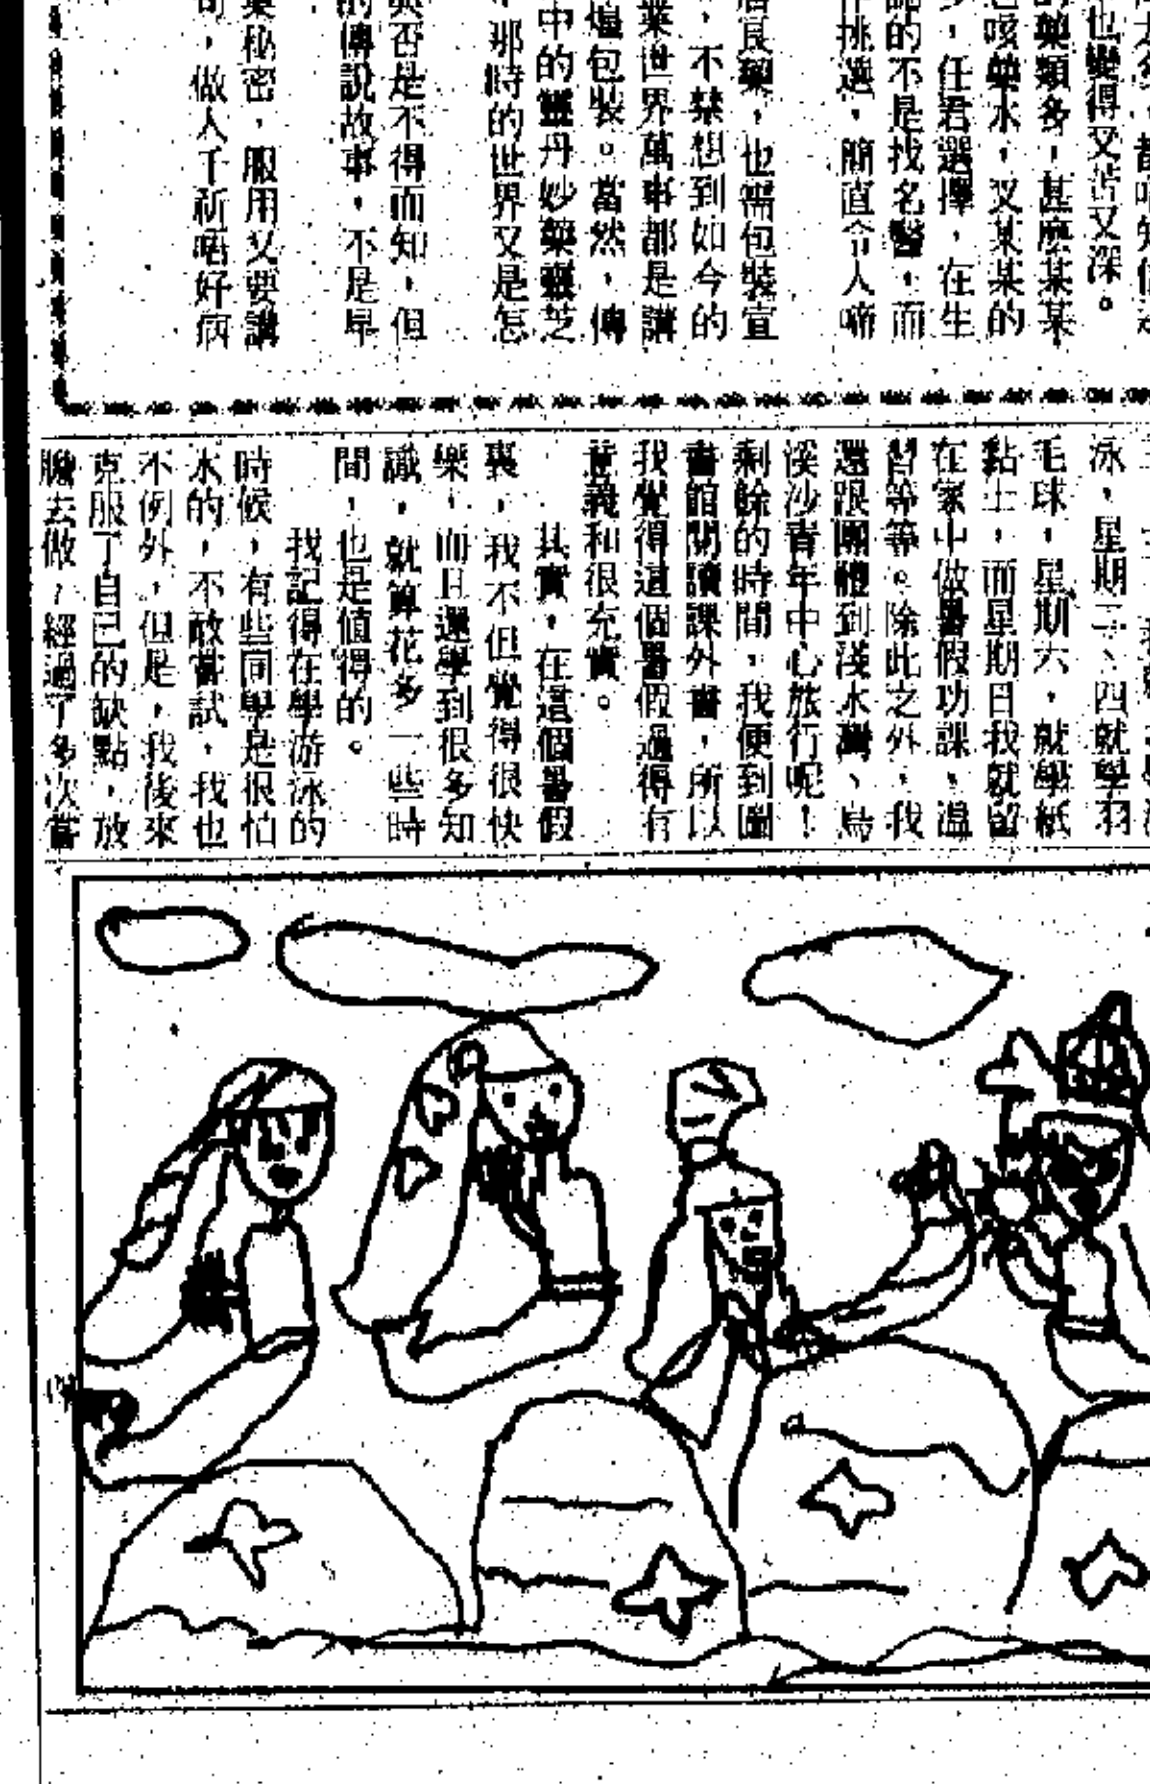 也變得又苦又深。
藥類多，甚麼某某
咳藥水，又某某的
，任君選擇，在生
的不是找名醫，而
挑選，簡直令人啼
良藥，也需包裝宣
，不禁想到如今的
業世界萬事都是講
煌包裝。當然，傳
中的靈丹妙藥靈芝
，那時的世界又是怎
與否是不得而知，但
的傳說故事，不是早
藥秘密，服用又要講
，做人千祈唔好病
泳，星期二、四就學羽
毛球，星期六，就學紙
黏土，而星期日我就留
在家中做暑假功課、溫
習等等。除此之外，我
還跟團體到淺水灣、烏
溪沙青年中心旅行呢！
剩餘的時間，我便到圖
書館閱讀課外書，所以
我覺得這個暑假過得有
意義和很充實。
其實，在這個暑假
裏，我不但覺得很快
樂，而且還學到很多知
識，就算花多一些時
間，也是值得的。
我記得在學游泳的
時候，有些同學是很怕
水的，不敢嘗試，我也
不例外，但是，我後來
克服了自己的缺點，放
膽去做，經過了多次嘗